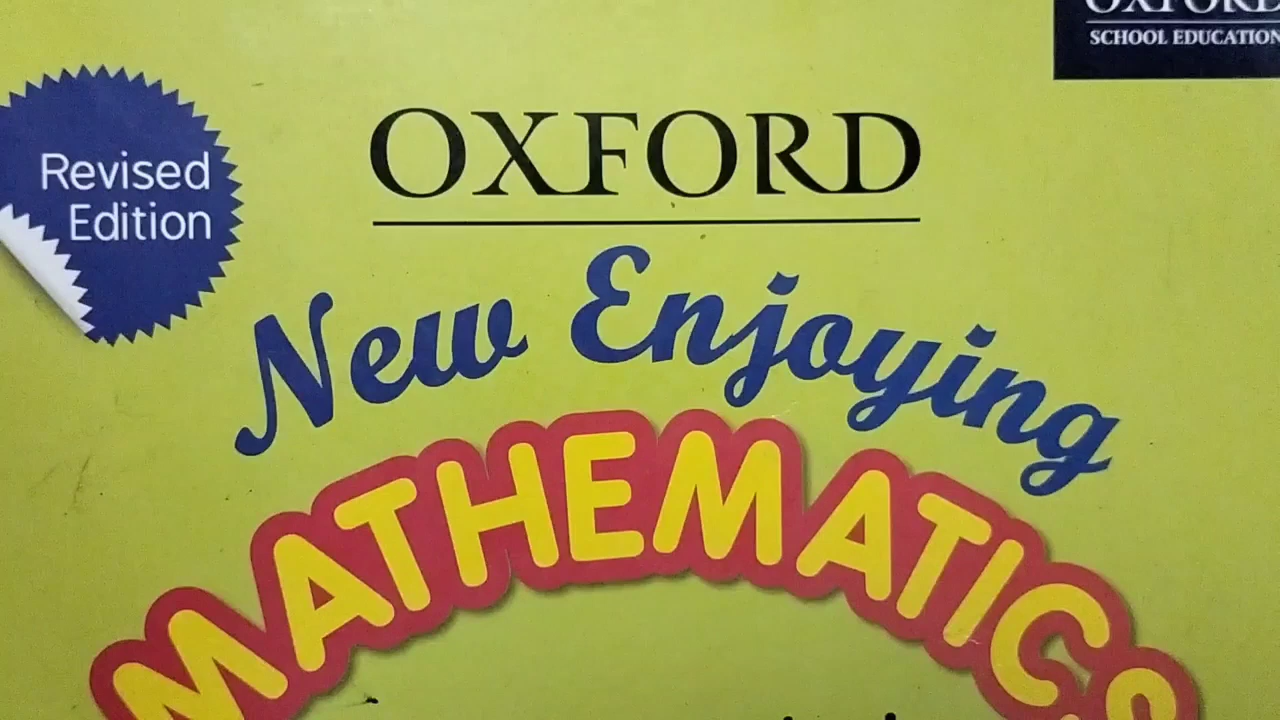 OXFORD
SCHOOL EDUCATION
Revised
Edition
OXFORD
New Enjoying
MATHEMATICS